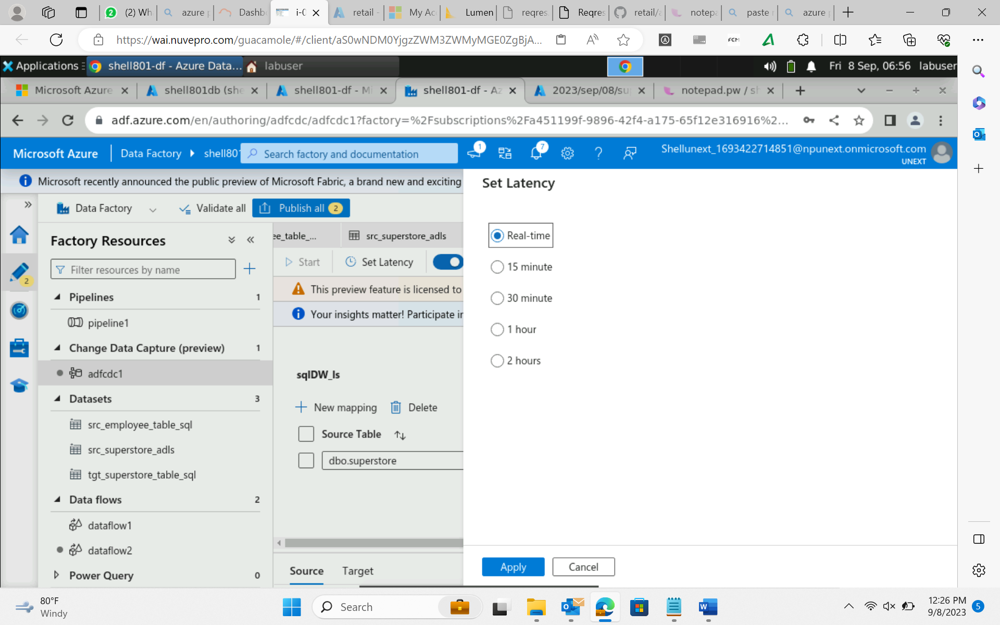 (2) Wh
azure p
Dashb
i-0
retail -
My Ac
Lumen
reqres.
Reqres
retail/a
notepa
paste r
azure p
https://wai.nuvepro.com/guacamole/#/client/aS0wNDM0YjgzZWM3ZWMyMGE0ZgBjA...
FCM
Applications
shell801-df - Azure Data...
labuser
Fri 8 Sep, 06:56 labuser
Microsoft Azure
shell801db (she
shell801-df - Mi
shell801-df - Az
2023/sep/08/su
notepad.pw / sh
adf.azure.com/en/authoring/adfcdc/adfcdc1?factory=%2Fsubscriptions%2Fa451199f-9896-42f4-a175-65f12e316916%2...
Microsoft Azure
Data Factory
shell801
Search factory and documentation
1
7
Shellunext_1693422714851@npunext.onmicrosoft.com
UNEXT
Microsoft recently announced the public preview of Microsoft Fabric, a brand new and exciting
Set Latency
Data Factory
Validate all
Publish all 2
Factory Resources
ee_table_...
src_superstore_adls
Real-time
Start
Set Latency
Filter resources by name
2
15 minute
This preview feature is licensed to
Pipelines 1
30 minute
Your insights matter! Participate in
pipeline1
1 hour
Change Data Capture (preview) 1
2 hours
adfcdc1
sqlDW_ls
Datasets 3
New mapping
Delete
src_employee_table_sql
Source Table
src_superstore_adls
dbo.superstore
tgt_superstore_table_sql
Data flows 2
dataflow1
dataflow2
Source
Target
Apply
Cancel
Power Query 0
80°F
Windy
Search
12:26 PM
9/8/2023
5